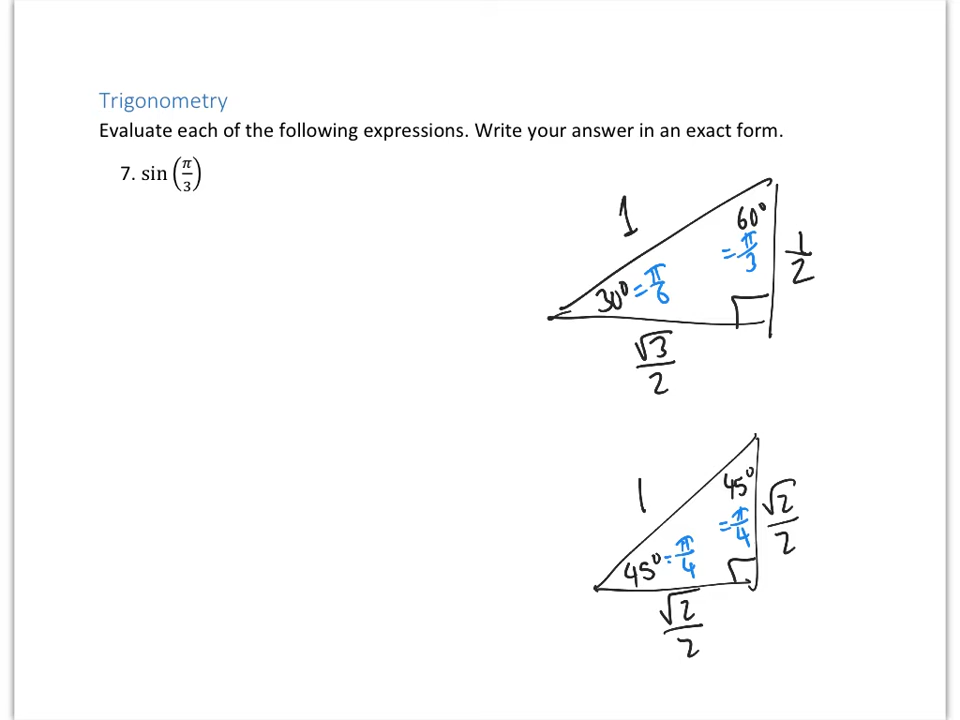 Trigonometry
Evaluate each of the following expressions. Write your answer in an exact form.
7. sin (π/3)
1
60°
= π/3
1/2
30° = π/6
√3/2
1
45°
= π/4
√2/2
45° = π/4
√2/2